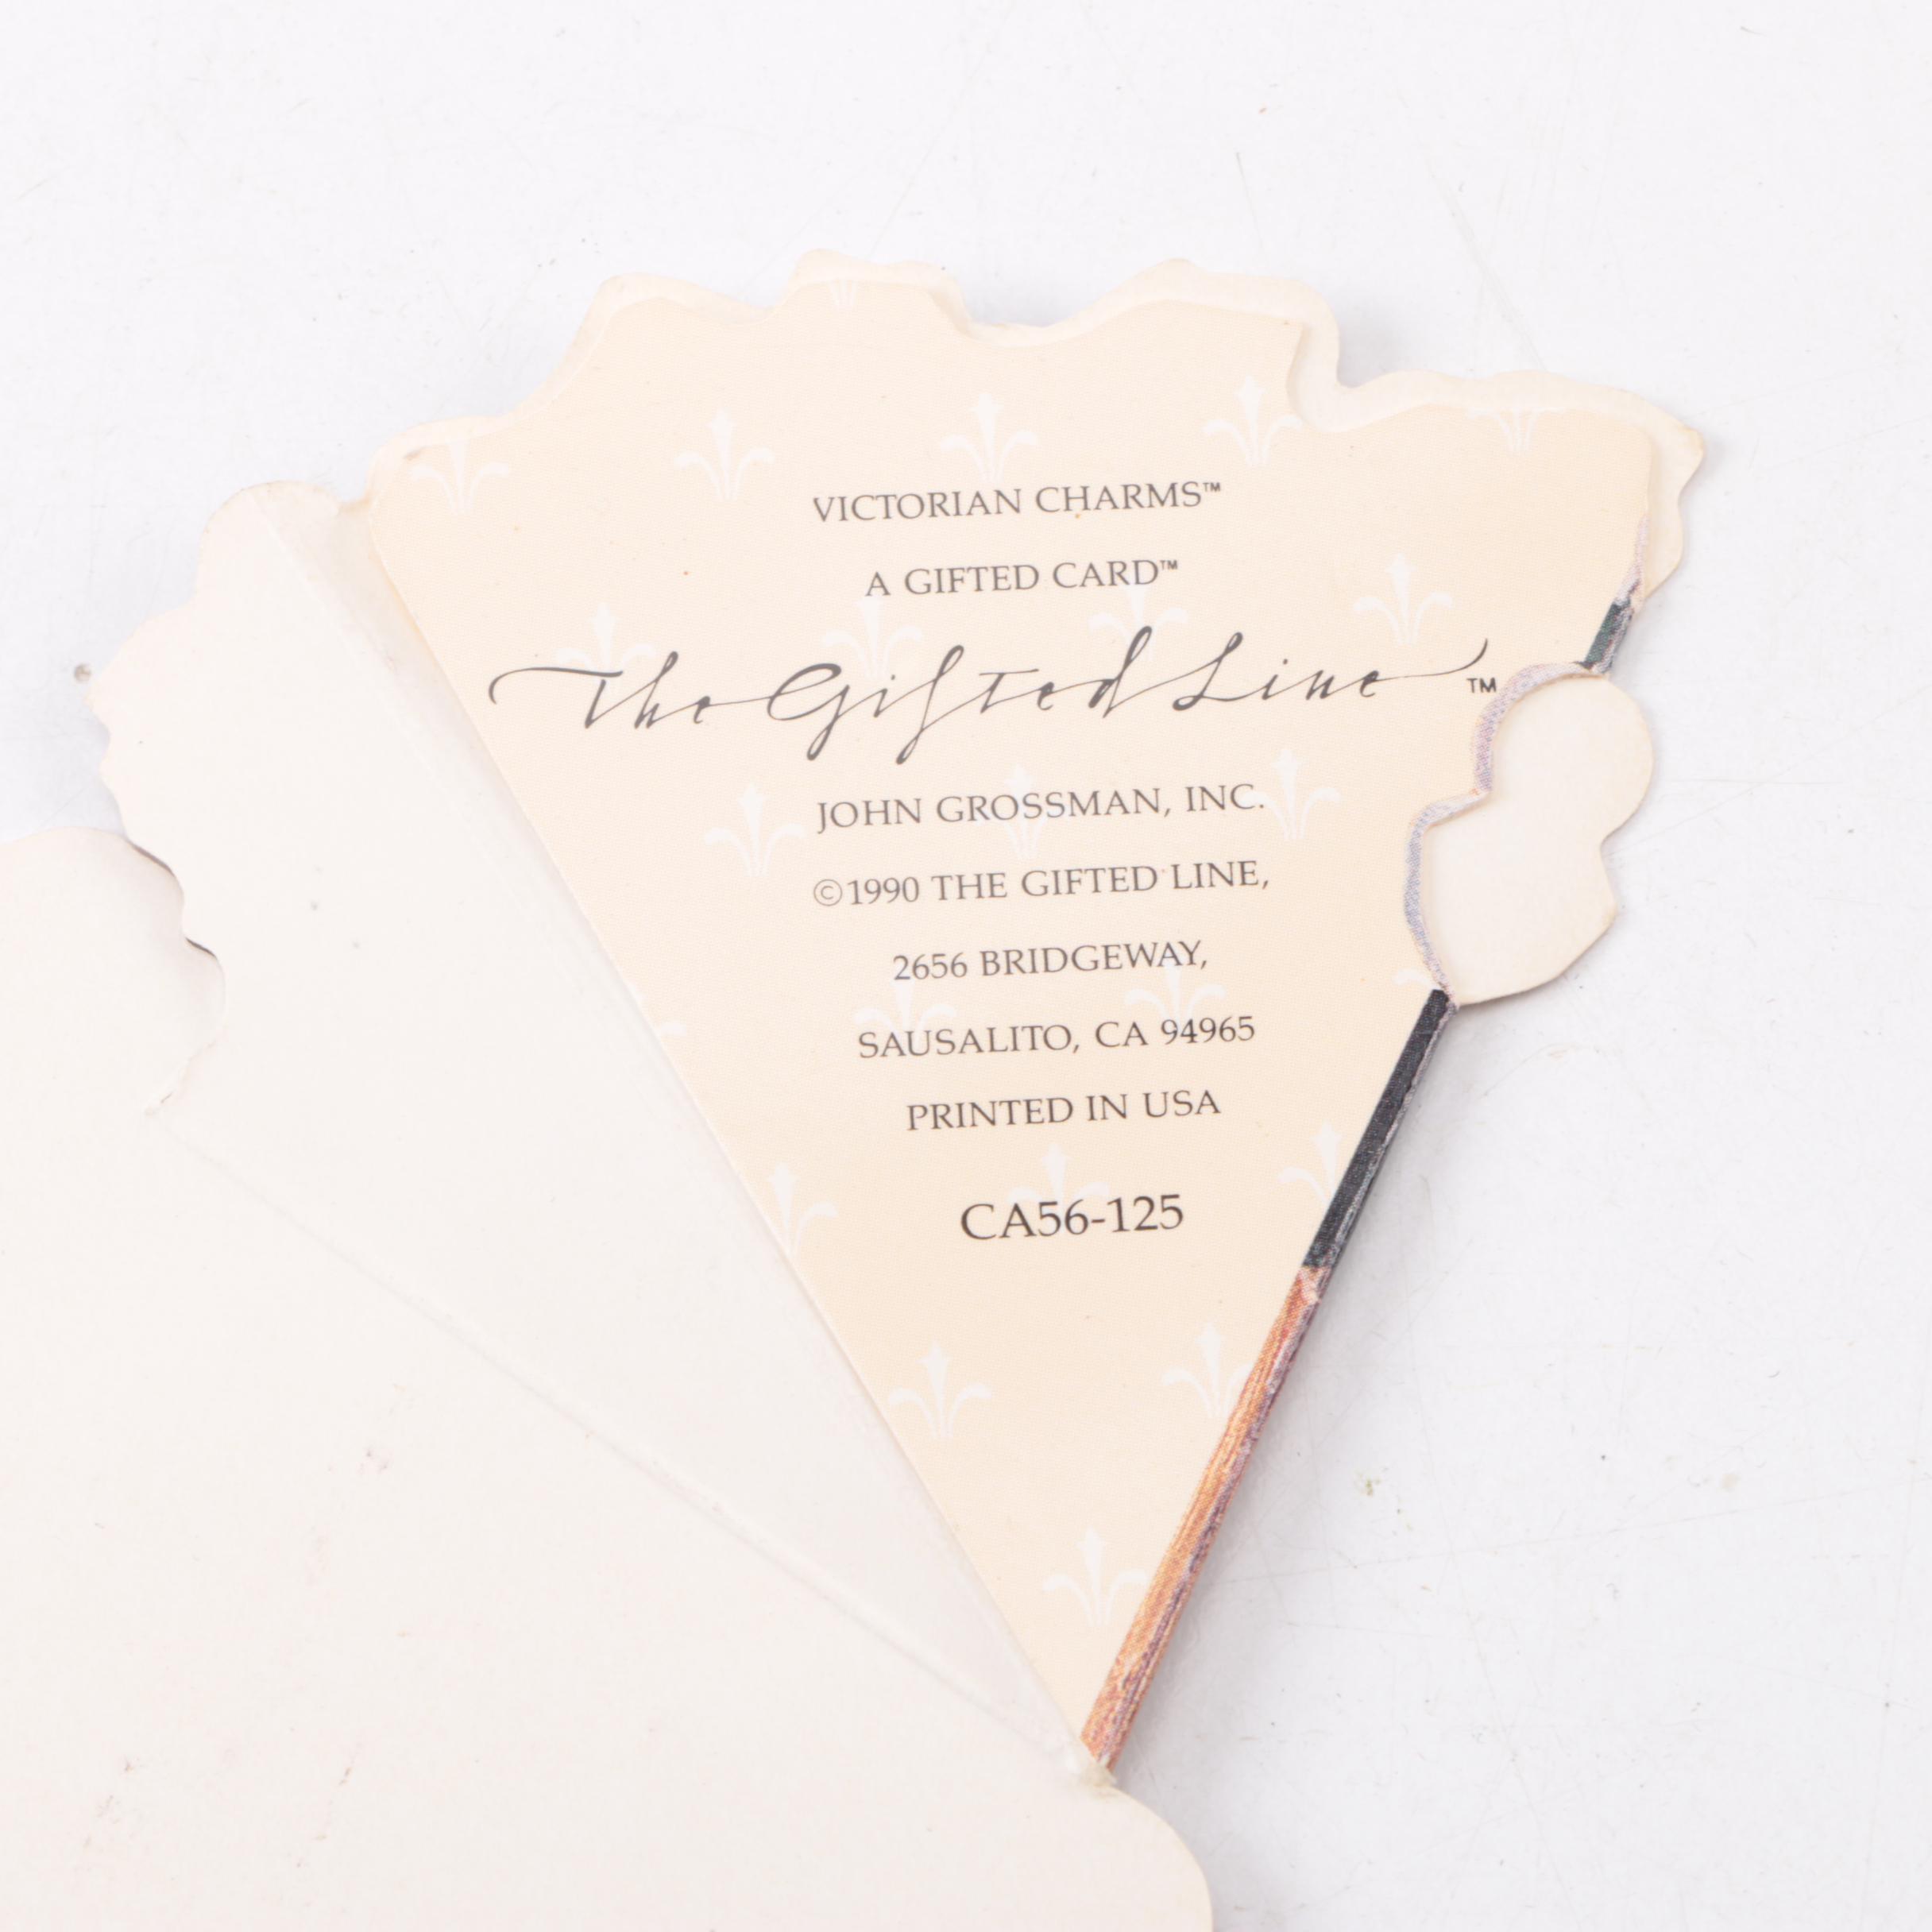 VICTORIAN CHARMS™
A GIFTED CARD™
The Gifted Line™
JOHN GROSSMAN, INC.
©1990 THE GIFTED LINE,
2656 BRIDGEWAY,
SAUSALITO, CA 94965
PRINTED IN USA
CA56-125